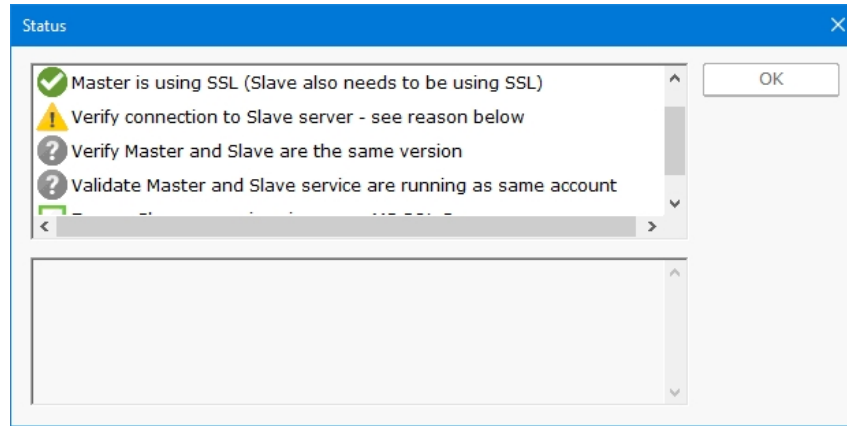 Status
Master is using SSL (Slave also needs to be using SSL)
OK
Verify connection to Slave server - see reason below
Verify Master and Slave are the same version
Validate Master and Slave service are running as same account